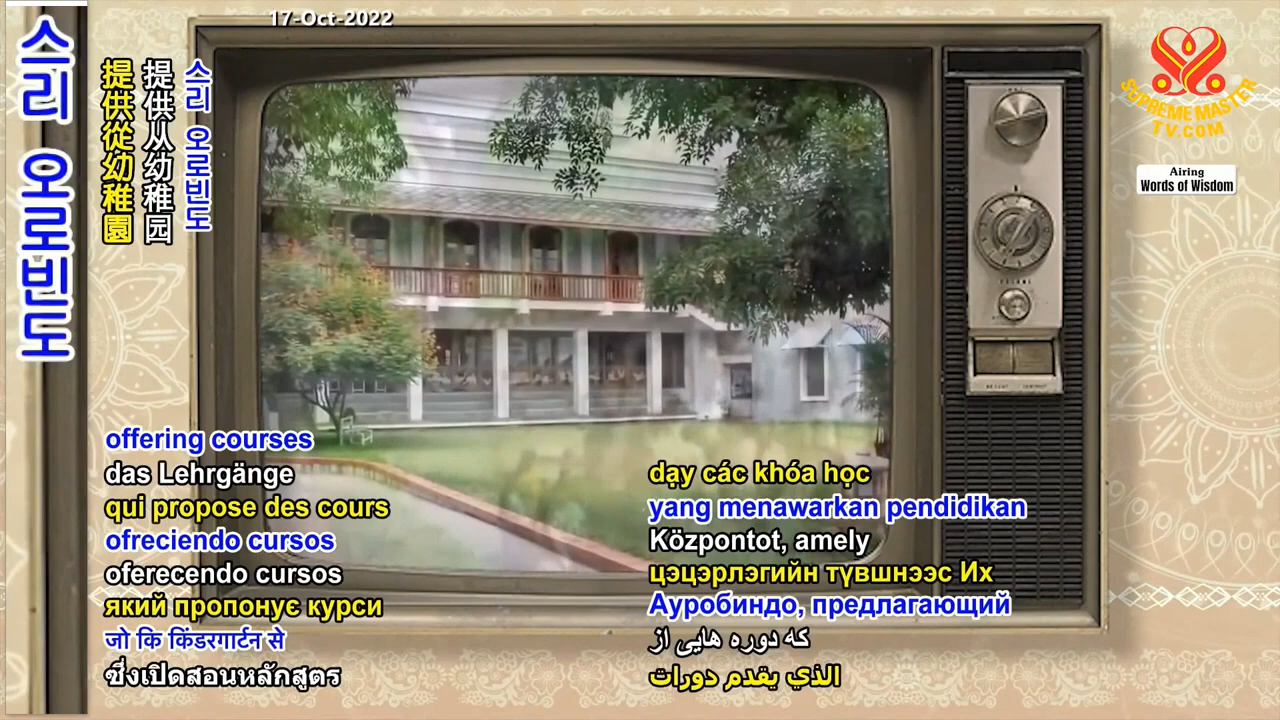 17-Oct-2022
스리 오로빈도
提供從幼稚園
提供从幼稚园
스리 오로빈도
SUPREME MASTER
TV.COM
Airing
Words of Wisdom
offering courses
das Lehrgänge
qui propose des cours
ofreciendo cursos
oferecendo cursos
який пропонує курси
जो कि किंडरगार्टन से
ซึ่งเปิดสอนหลักสูตร
dạy các khóa học
yang menawarkan pendidikan
Központot, amely
цэцэрлэгийн түвшнээс Их
Ауробиндо, предлагающий
که دوره هایی از
الذي يقدم دورات